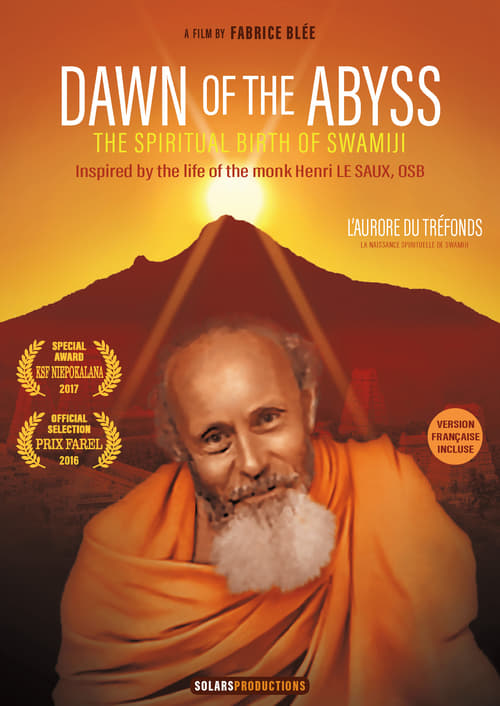 A FILM BY FABRICE BLÉE
DAWN OF THE ABYSS
THE SPIRITUAL BIRTH OF SWAMIJI
Inspired by the life of the monk Henri LE SAUX, OSB
L'AURORE DU TRÉFONDS
LA NAISSANCE SPIRITUELLE DE SWAMIJI
SPECIAL
AWARD
KSF NIEPOKALANA
2017
OFFICIAL
SELECTION
PRIX FAREL
2016
VERSION
FRANÇAISE
INCLUSE
SOLARSPRODUCTIONS